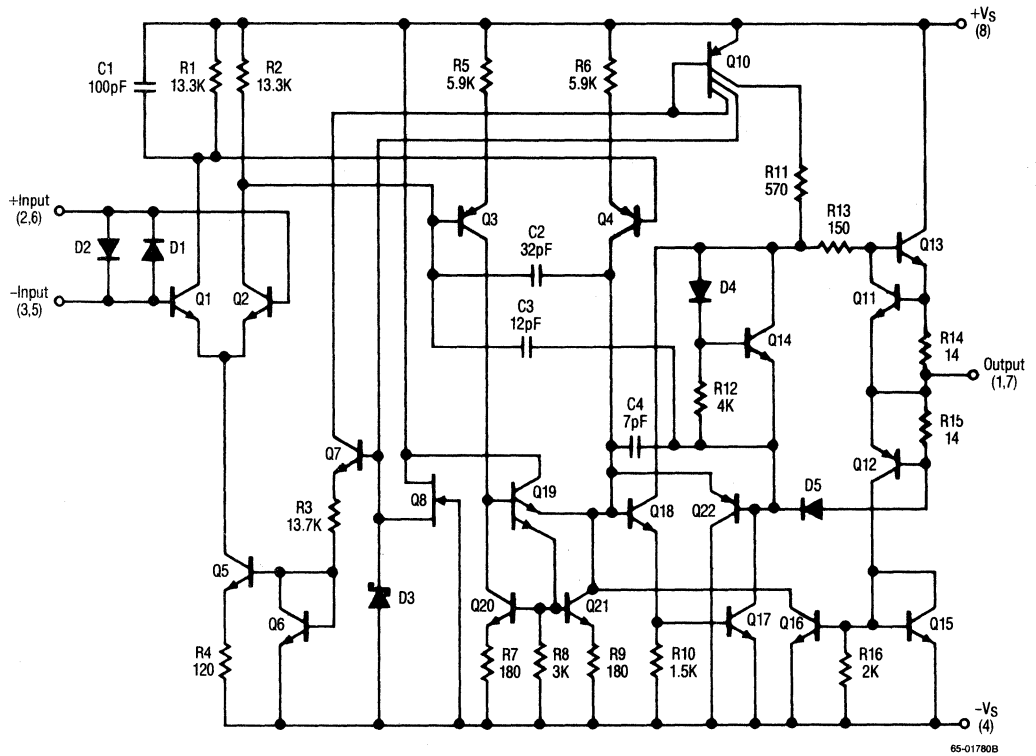 +VS
(8)
C1
100pF
R1
13.3K
R2
13.3K
R5
5.9K
R6
5.9K
Q10
R11
570
+Input
(2,6)
D2
D1
–Input
(3,5)
Q1
Q2
Q3
Q4
C2
32pF
C3
12pF
R13
150
Q13
D4
Q11
Q14
R14
14
Output
(1,7)
R12
4K
C4
7pF
R15
14
Q12
Q7
Q8
Q19
Q18
Q22
D5
R3
13.7K
Q5
Q6
D3
Q20
Q21
Q17
Q16
Q15
R4
120
R7
180
R8
3K
R9
180
R10
1.5K
R16
2K
–VS
(4)
65-01780B